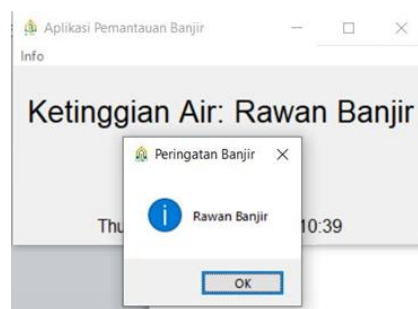 Aplikasi Pemantauan Banjir
Info
Ketinggian Air: Rawan Banjir
Peringatan Banjir
Rawan Banjir
Thu 10:39
OK